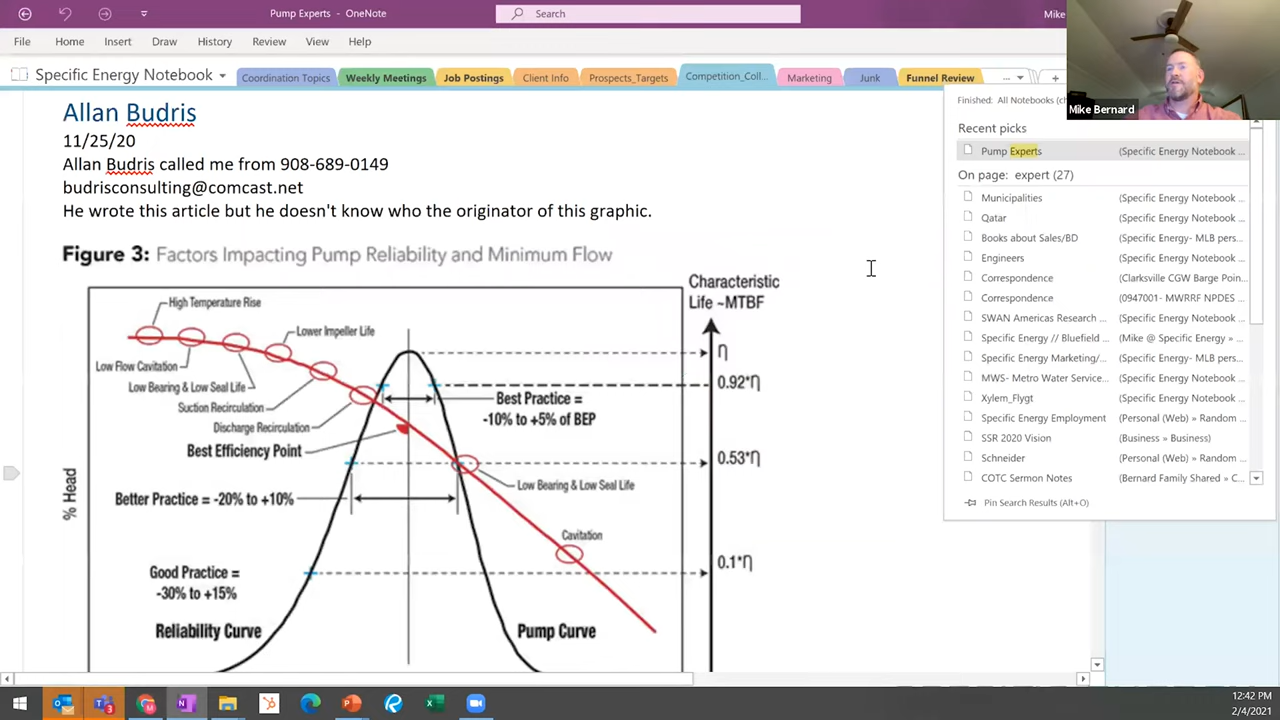 Pump Experts - OneNote
Search
Mike
File Home Insert Draw History Review View Help
Specific Energy Notebook
Coordination Topics Weekly Meetings Job Postings Client Info Prospects_Targets Competition_Coll... Marketing Junk Funnel Review ... +
Mike Bernard
Allan Budris
11/25/20
Allan Budris called me from 908-689-0149
budrisconsulting@comcast.net
He wrote this article but he doesn't know who the originator of this graphic.
Figure 3: Factors Impacting Pump Reliability and Minimum Flow
Characteristic
Life ~MTBF
High Temperature Rise
Lower Impeller Life
Low Flow Cavitation
Low Bearing & Low Seal Life
Suction Recirculation
Discharge Recirculation
Best Efficiency Point
η
0.92*η
Best Practice =
-10% to +5% of BEP
0.53*η
Low Bearing & Low Seal Life
Better Practice = -20% to +10%
Cavitation
0.1*η
Good Practice =
-30% to +15%
Reliability Curve
Pump Curve
% Head
Finished: All Notebooks (ch
Recent picks
Pump Experts (Specific Energy Notebook ...
On page: expert (27)
Municipalities (Specific Energy Notebook ...
Qatar (Specific Energy Notebook ...
Books about Sales/BD (Specific Energy- MLB pers...
Engineers (Specific Energy Notebook ...
Correspondence (Clarksville CGW Barge Poin...
Correspondence (0947001- MWRRF NPDES ...
SWAN Americas Research ... (Specific Energy Notebook ...
Specific Energy // Bluefield ... (Mike @ Specific Energy » ...
Specific Energy Marketing/... (Specific Energy- MLB pers...
MWS- Metro Water Service... (Specific Energy Notebook ...
Xylem_Flygt (Specific Energy Notebook ...
Specific Energy Employment (Personal (Web) » Random ...
SSR 2020 Vision (Business » Business)
Schneider (Personal (Web) » Random ...
COTC Sermon Notes (Bernard Family Shared » C...
Pin Search Results (Alt+O)
12:42 PM
2/4/2021